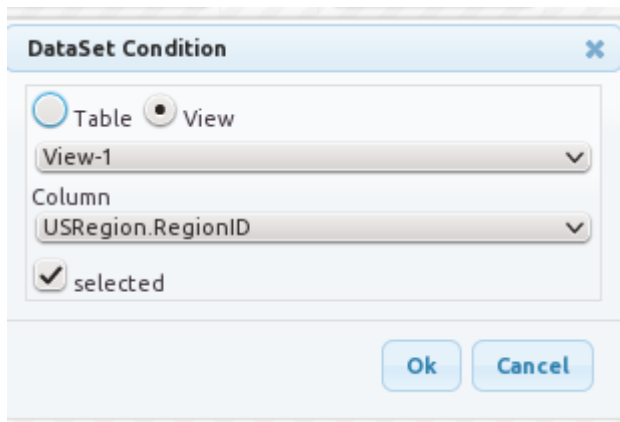 DataSet Condition
Table View
View-1
Column
USRegion.RegionID
selected
Ok Cancel